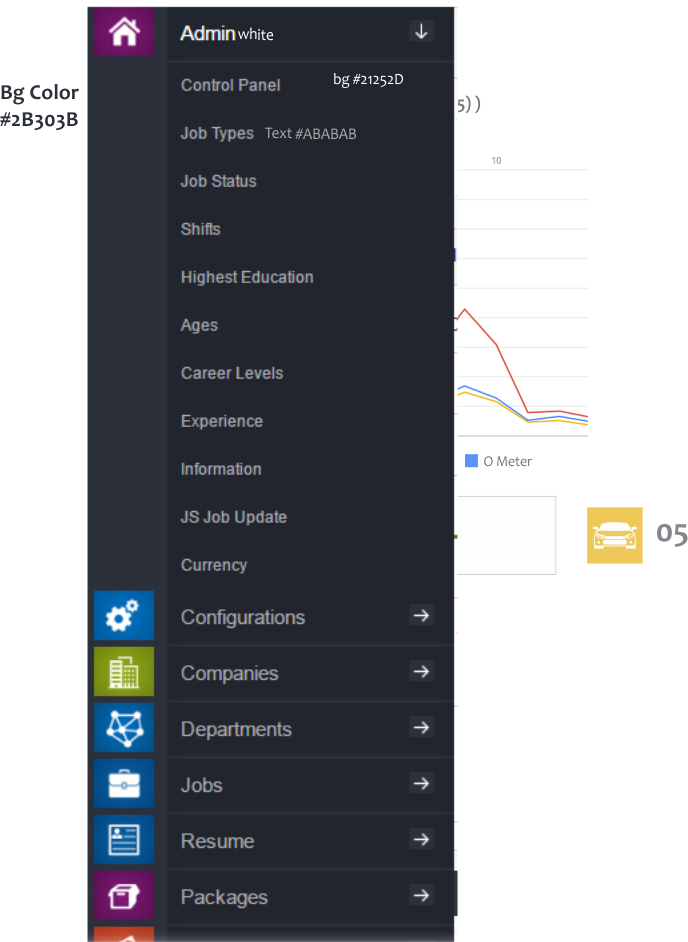 Admin white
Bg Color
#2B303B
Control Panel bg #21252D
5) )
Job Types Text #ABABAB
10
Job Status
Shifts
Highest Education
Ages
Career Levels
Experience
Information
O Meter
JS Job Update
05
Currency
Configurations
Companies
Departments
Jobs
Resume
Packages